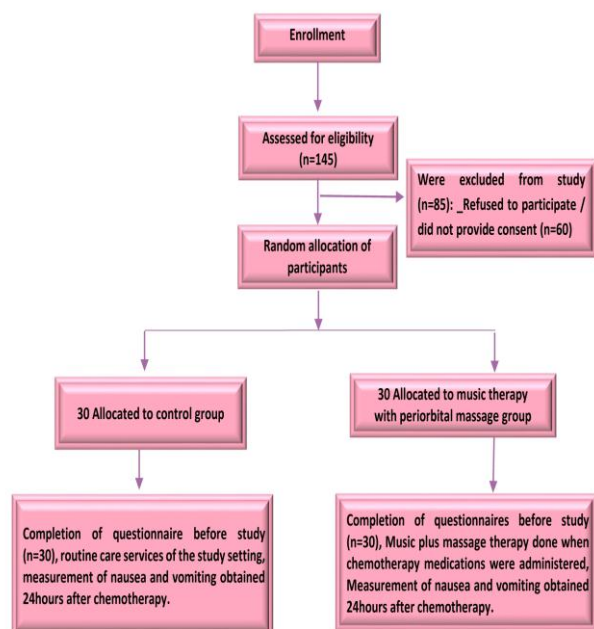 Enrollment
Assessed for eligibility
(n=145)
Were excluded from study
(n=85): _Refused to participate /
did not provide consent (n=60)
Random allocation of
participants
30 Allocated to control group
30 Allocated to music therapy
with periorbital massage group
Completion of questionnaire before study
(n=30), routine care services of the study setting,
measurement of nausea and vomiting obtained
24hours after chemotherapy.
Completion of questionnaires before study
(n=30), Music plus massage therapy done when
chemotherapy medications were administered,
Measurement of nausea and vomiting obtained
24hours after chemotherapy.